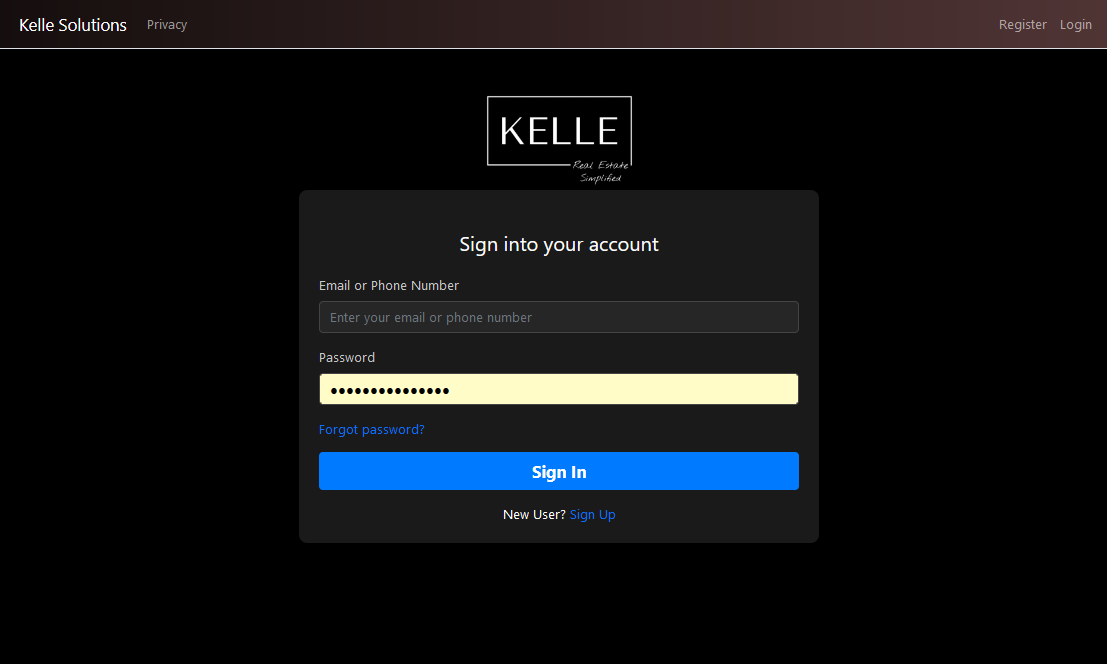 Kelle Solutions Privacy Register Login
KELLE
Real Estate
Simplified
Sign into your account
Email or Phone Number
Enter your email or phone number
Password
•••••••••••••••
Forgot password?
Sign In
New User? Sign Up